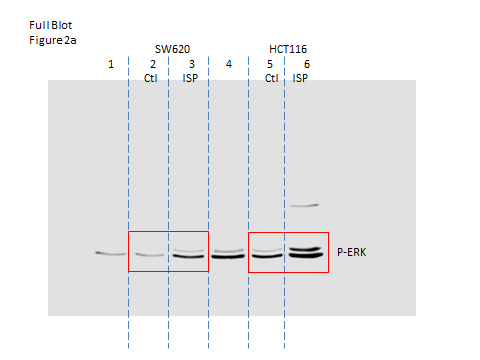 Full Blot
Figure 2a
SW620 HCT116
1 2 3 4 5 6
Ctl ISP Ctl ISP
P-ERK